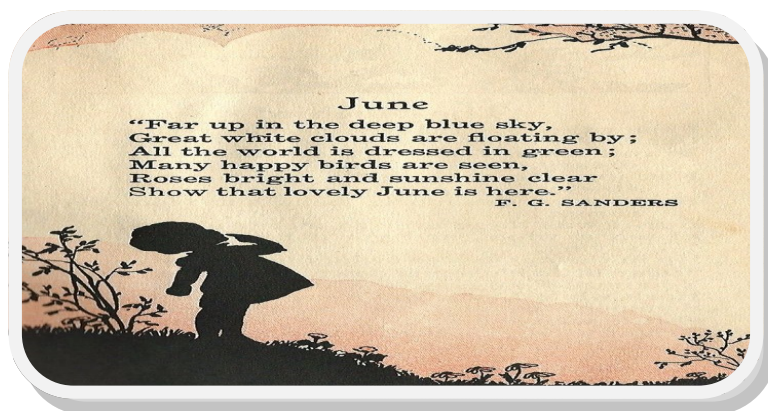 June
“Far up in the deep blue sky,
Great white clouds are floating by;
All the world is dressed in green;
Many happy birds are seen,
Roses bright and sunshine clear
Show that lovely June is here.”
F. G. SANDERS